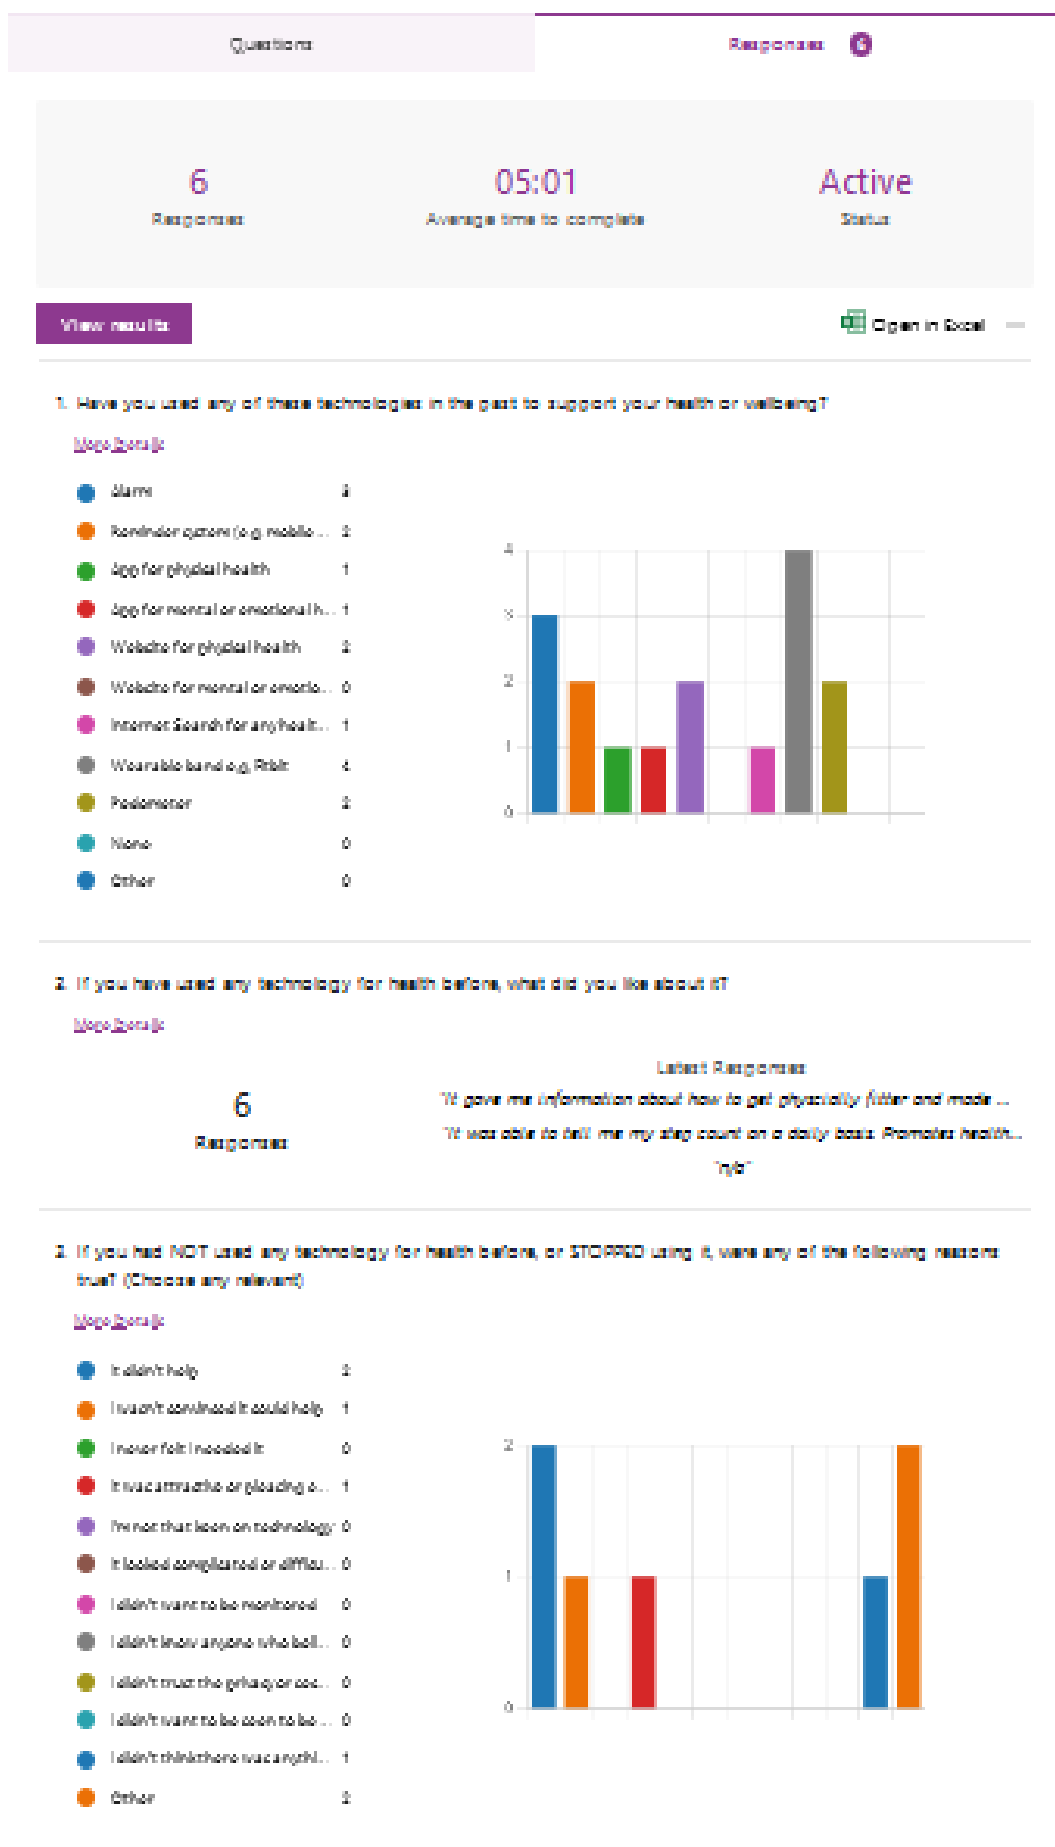 Questions
Responses 6
6
Responses
05:01
Average time to complete
Active
Status
View results
Open in Excel
1. Have you used any of these technologies in the past to support your health or wellbeing?
More Details
Alarm 3
Reminder system (e.g. mobile ... 2
App for physical health 1
App for mental or emotional h... 1
Website for physical health 2
Website for mental or emotio... 0
Internet Search for any healt... 1
Wearable band e.g. Fitbit 4
Pedometer 2
None 0
Other 0
4
3
2
1
0
2. If you have used any technology for health before, what did you like about it?
More Details
6
Responses
Latest Responses
"It gave me information about how to get physcially fitter and made ...
"It was able to tell me my step count on a daily basis. Promotes health...
"n/a"
3. If you had NOT used any technology for health before, or STOPPED using it, were any of the following reasons
true? (Choose any relevant)
More Details
It didn't help 2
I wasn't convinced it could help 1
I never felt I needed it 0
It was attractive or pleasing o... 1
I'm not that keen on technology 0
It looked complicated or difficu... 0
I didn't want to be monitored 0
I didn't know anyone who beli... 0
I didn't trust the privacy or sec... 0
I didn't want to be seen to be ... 0
I didn't think there was anythi... 1
Other 2
2
1
0